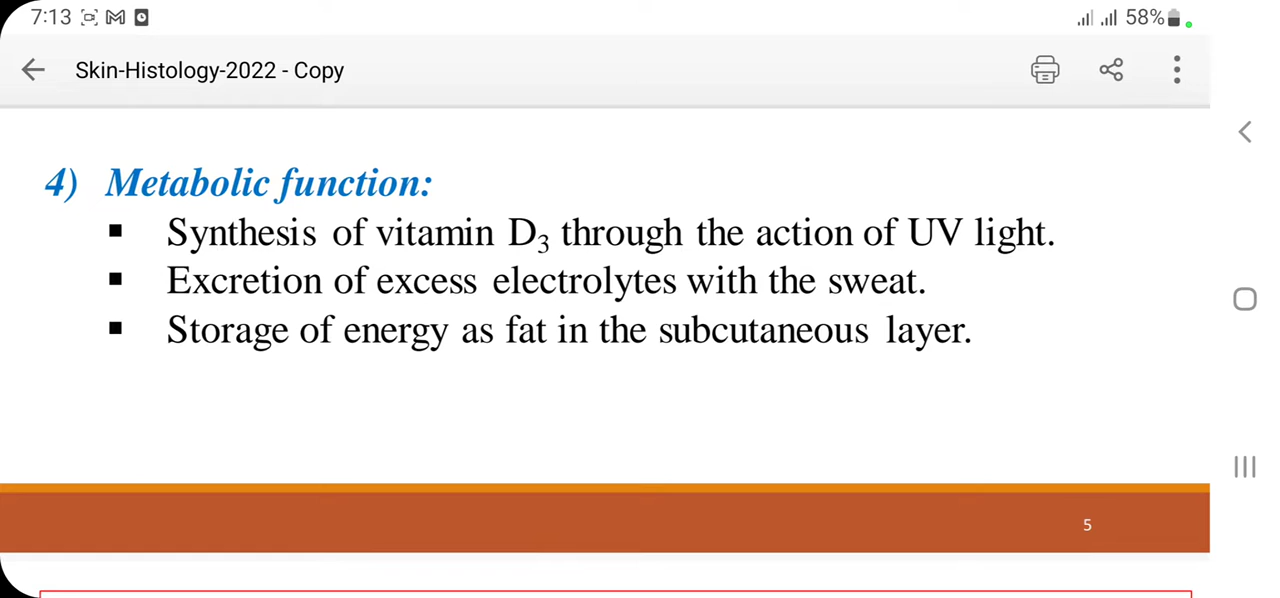 7:13 58%
Skin-Histology-2022 - Copy
4) Metabolic function:
▪ Synthesis of vitamin D₃ through the action of UV light.
▪ Excretion of excess electrolytes with the sweat.
▪ Storage of energy as fat in the subcutaneous layer.
5